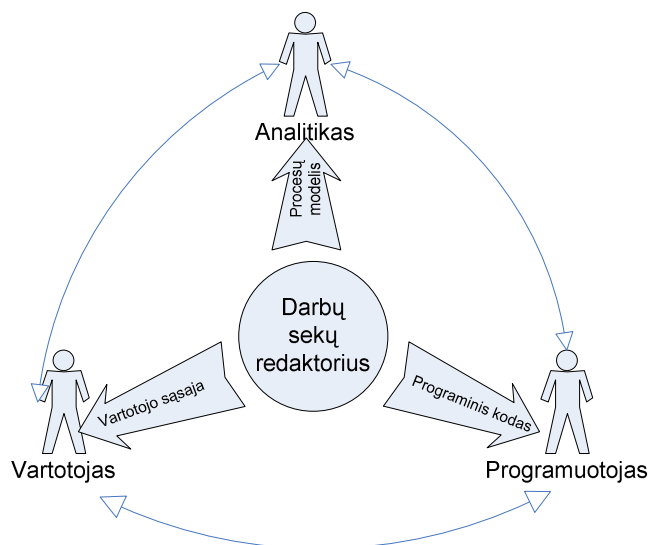 Analitikas
Procesų
modelis
Darbų
sekų
redaktorius
Vartotojo sąsaja
Programinis kodas
Vartotojas
Programuotojas